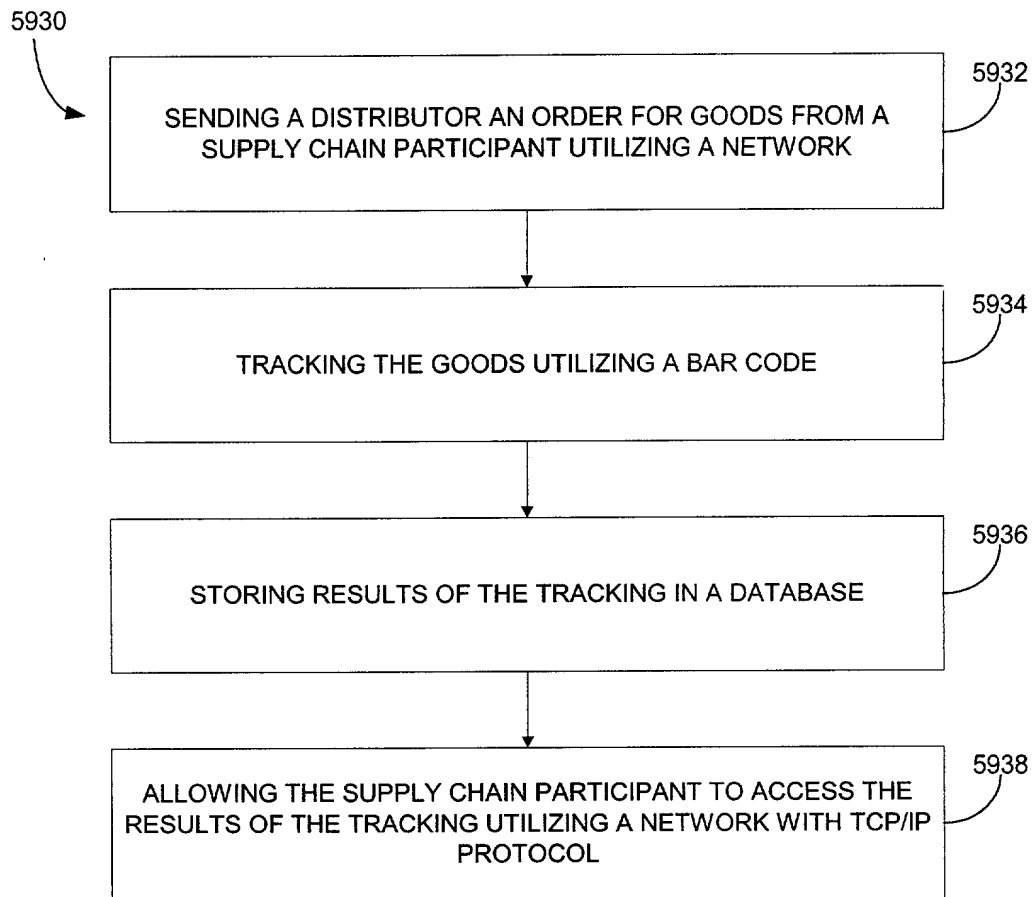 5930
5932
SENDING A DISTRIBUTOR AN ORDER FOR GOODS FROM A
SUPPLY CHAIN PARTICIPANT UTILIZING A NETWORK
5934
TRACKING THE GOODS UTILIZING A BAR CODE
5936
STORING RESULTS OF THE TRACKING IN A DATABASE
5938
ALLOWING THE SUPPLY CHAIN PARTICIPANT TO ACCESS THE
RESULTS OF THE TRACKING UTILIZING A NETWORK WITH TCP/IP
PROTOCOL